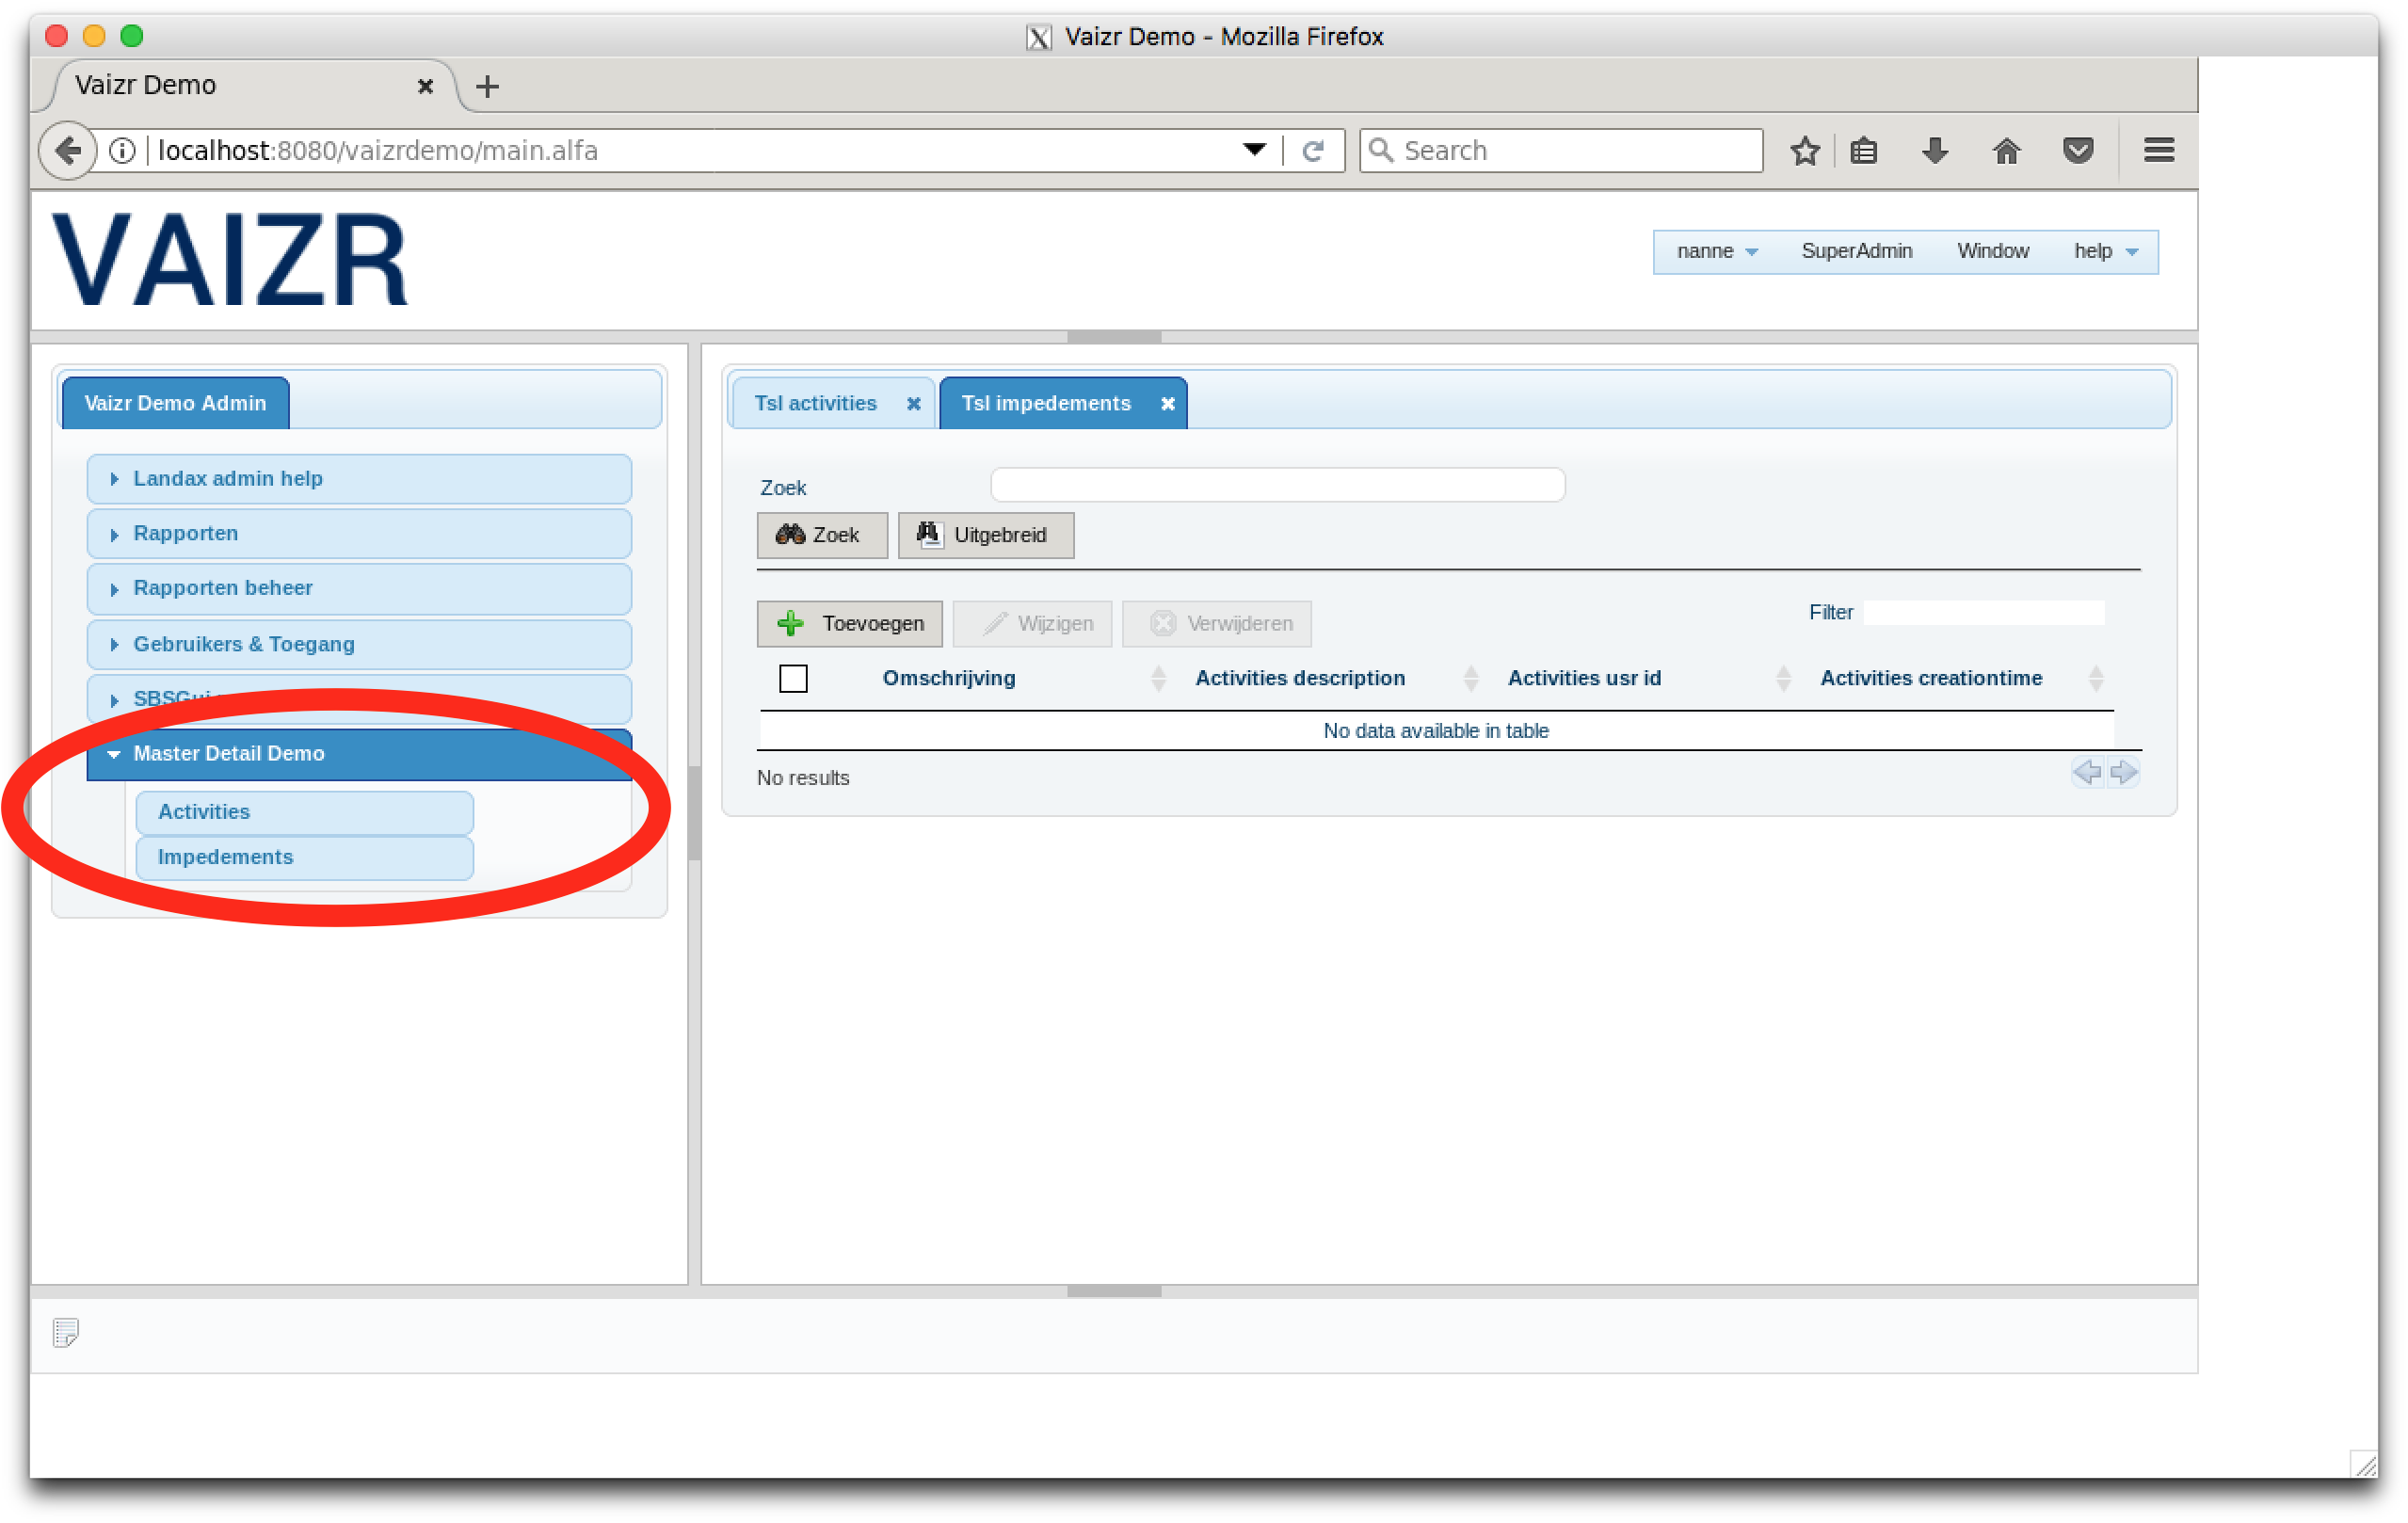 Vaizr Demo - Mozilla Firefox
Vaizr Demo
localhost:8080/vaizrdemo/main.alfa
Search
VAIZR
nanne SuperAdmin Window help
Vaizr Demo Admin
Landax admin help
Rapporten
Rapporten beheer
Gebruikers & Toegang
Master Detail Demo
Activities
Impedements
Tsl activities Tsl impedements
Zoek
Zoek Uitgebreid
Toevoegen Wijzigen Verwijderen Filter
Omschrijving Activities description Activities usr id Activities creationtime
No data available in table
No results